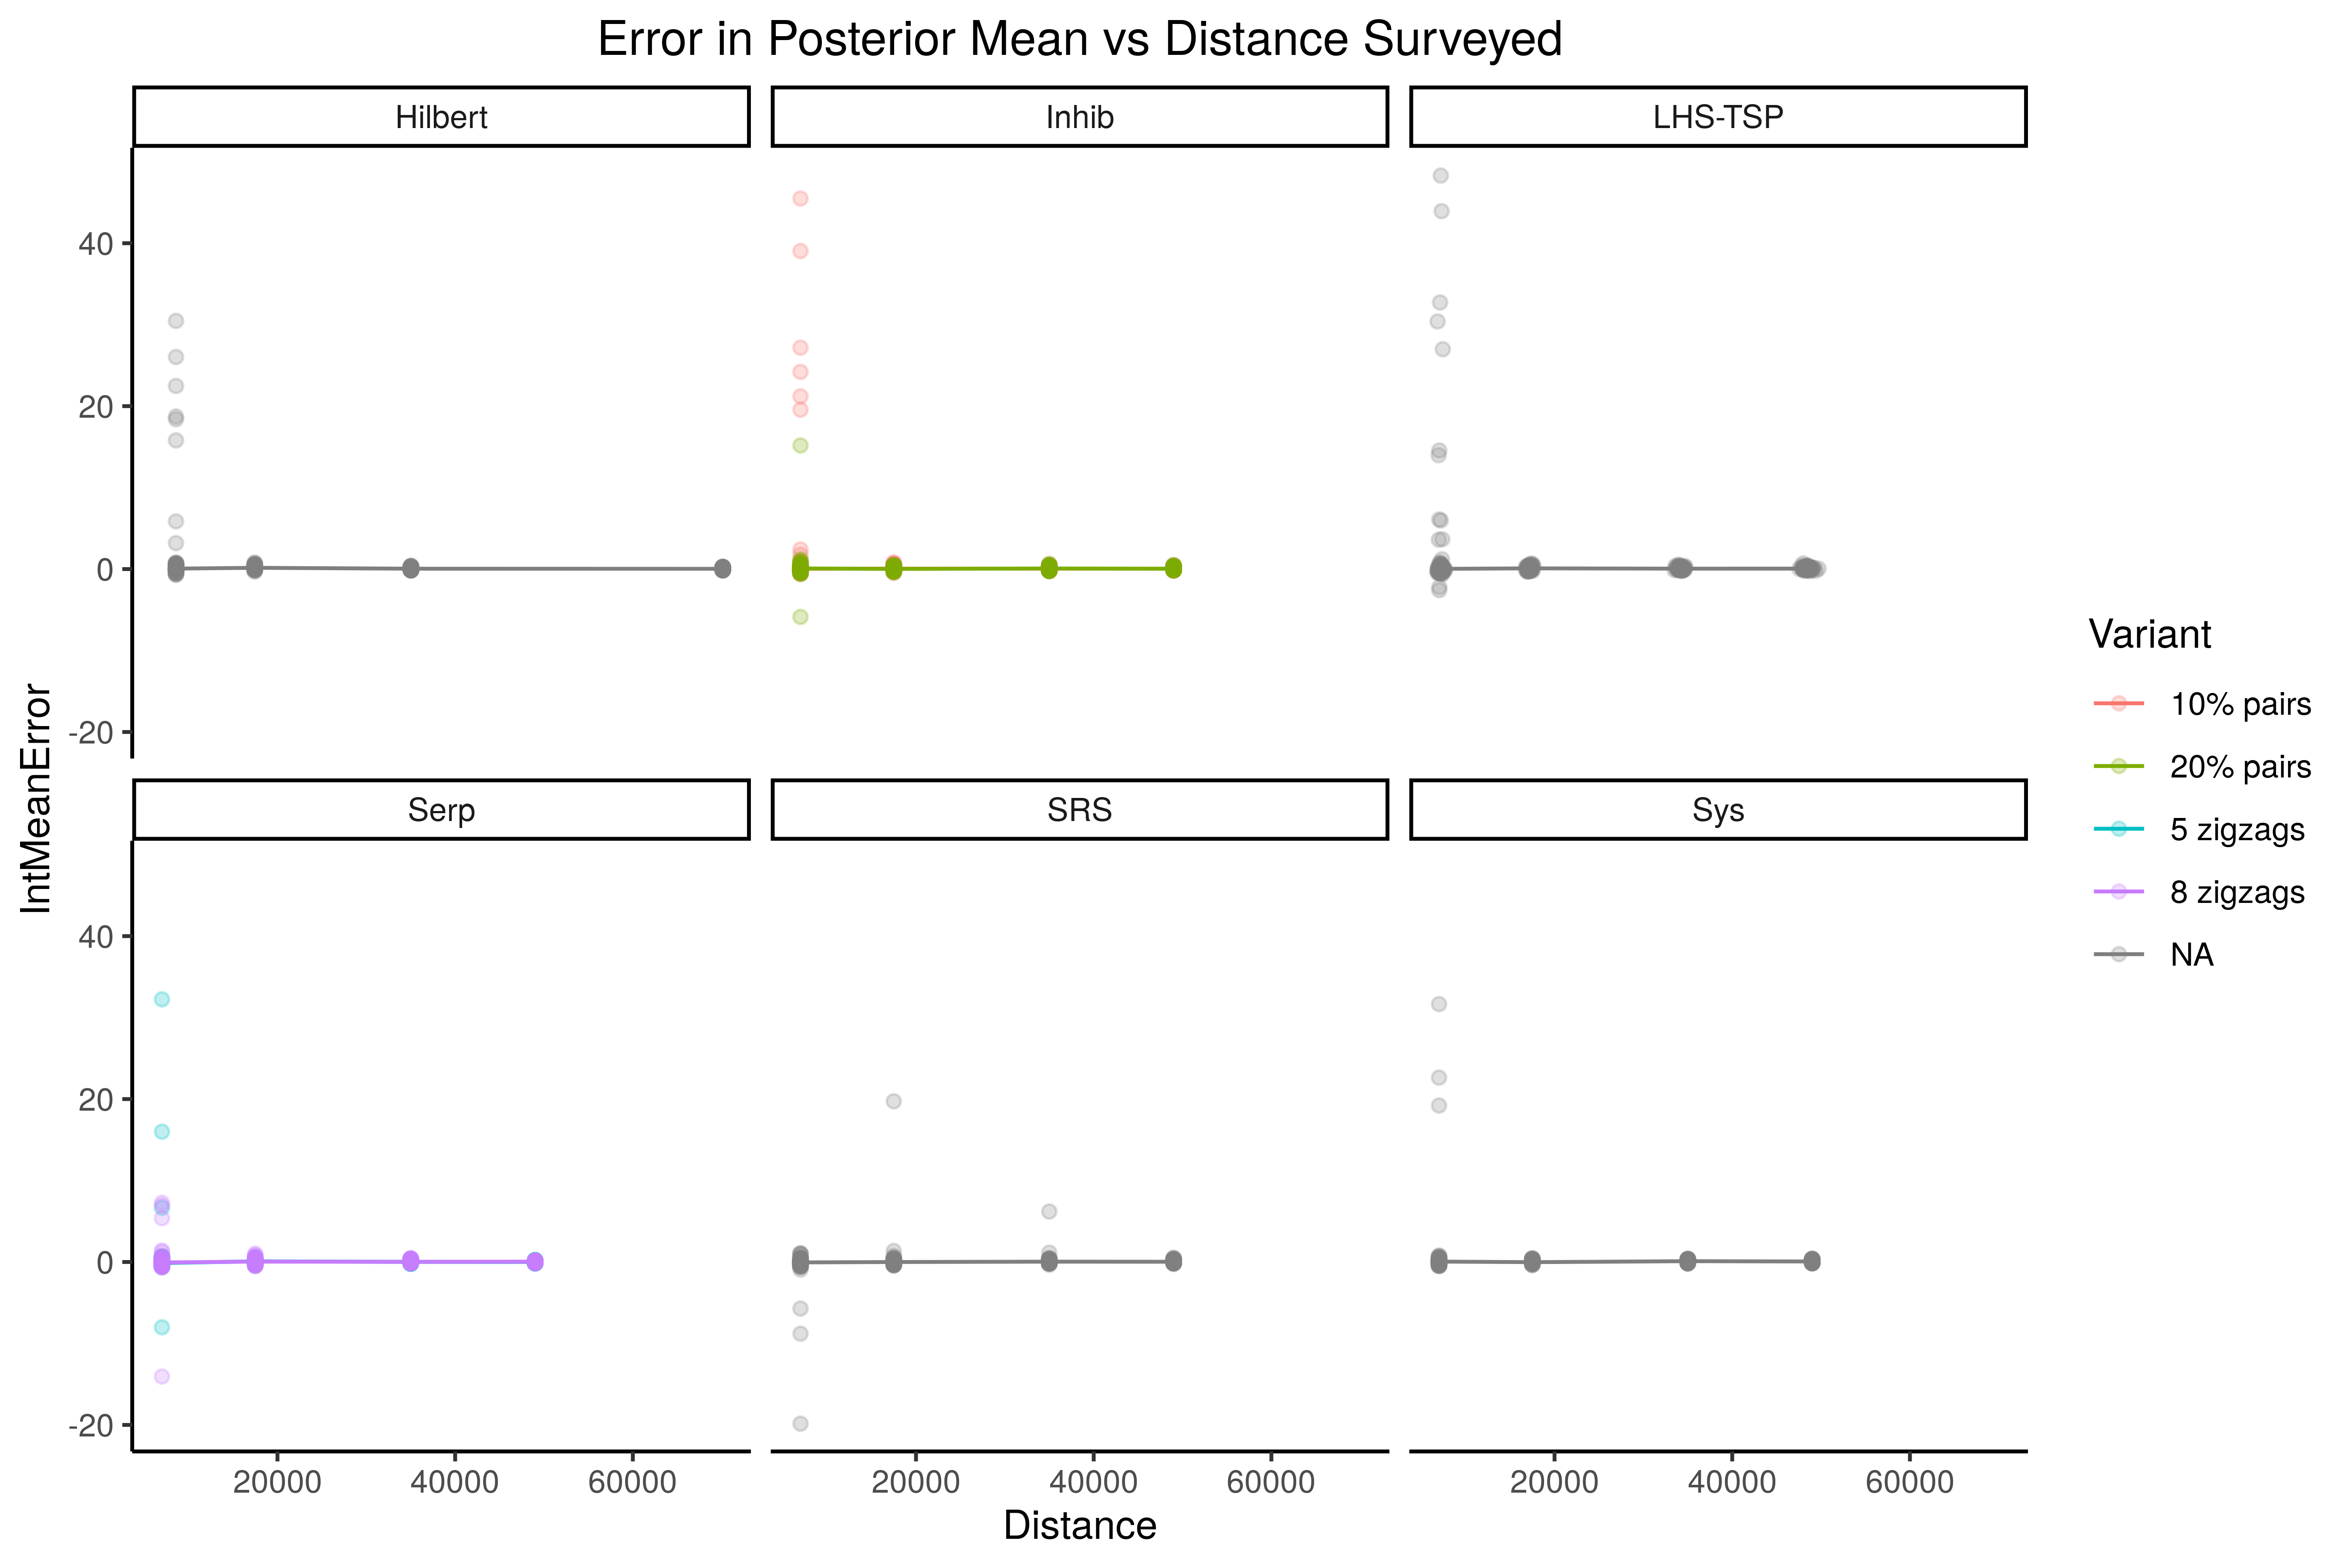 Error in Posterior Mean vs Distance Surveyed
Hilbert
Inhib
LHS-TSP
40
20
0
-20
Serp
SRS
Sys
40
20
0
-20
20000
40000
60000
20000
40000
60000
20000
40000
60000
Distance
IntMeanError
Variant
10% pairs
20% pairs
5 zigzags
8 zigzags
NA